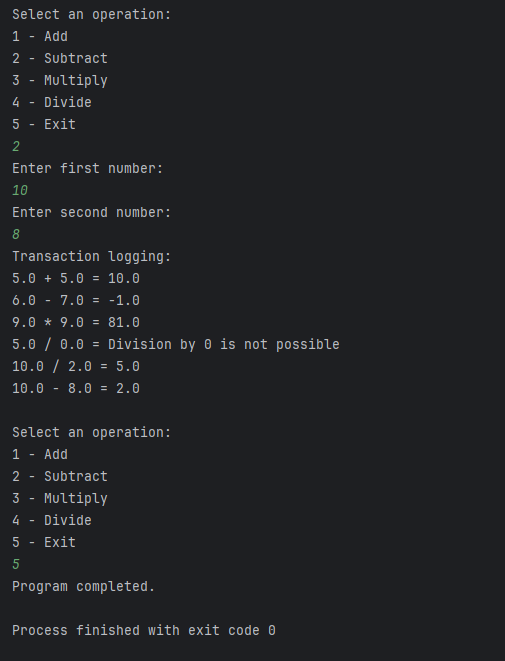 Select an operation:
1 - Add
2 - Subtract
3 - Multiply
4 - Divide
5 - Exit
2
Enter first number:
10
Enter second number:
8
Transaction logging:
5.0 + 5.0 = 10.0
6.0 - 7.0 = -1.0
9.0 * 9.0 = 81.0
5.0 / 0.0 = Division by 0 is not possible
10.0 / 2.0 = 5.0
10.0 - 8.0 = 2.0
Select an operation:
1 - Add
2 - Subtract
3 - Multiply
4 - Divide
5 - Exit
5
Program completed.
Process finished with exit code 0